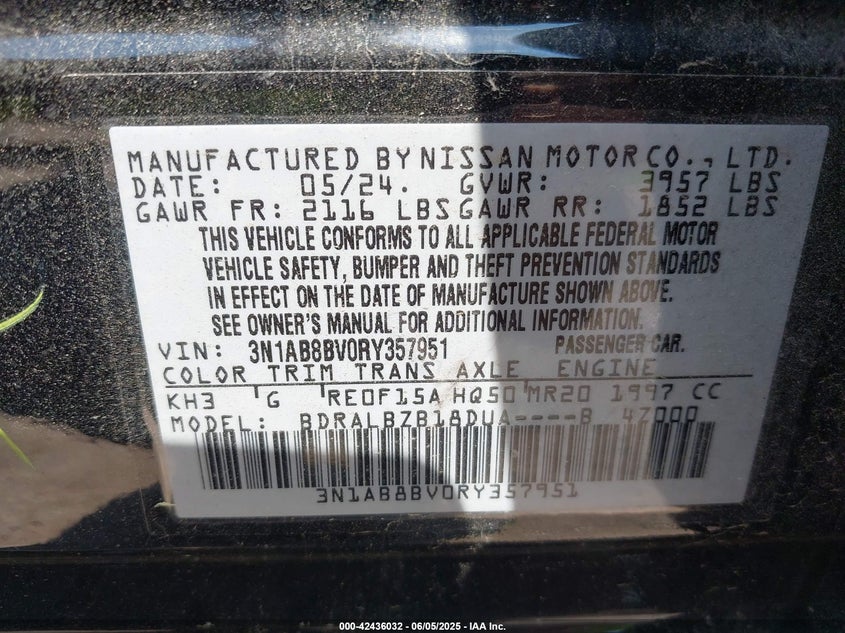 MANUFACTURED BY NISSAN MOTOR CO., LTD.
DATE: 05/24. GVWR: 3957 LBS
GAWR FR: 2116 LBS GAWR RR: 1852 LBS
THIS VEHICLE CONFORMS TO ALL APPLICABLE FEDERAL MOTOR
VEHICLE SAFETY, BUMPER AND THEFT PREVENTION STANDARDS
IN EFFECT ON THE DATE OF MANUFACTURE SHOWN ABOVE.
SEE OWNER'S MANUAL FOR ADDITIONAL INFORMATION.
VIN: 3N1AB8BV0RY357951 PASSENGER CAR.
COLOR TRIM TRANS AXLE ENGINE
KH3 G RE0F15A HQ50 MR20 1997 CC
MODEL: BDRALBZB18DUA----B 47000
3N1AB8BV0RY357951
000-42436032 - 06/05/2025 - IAA Inc.